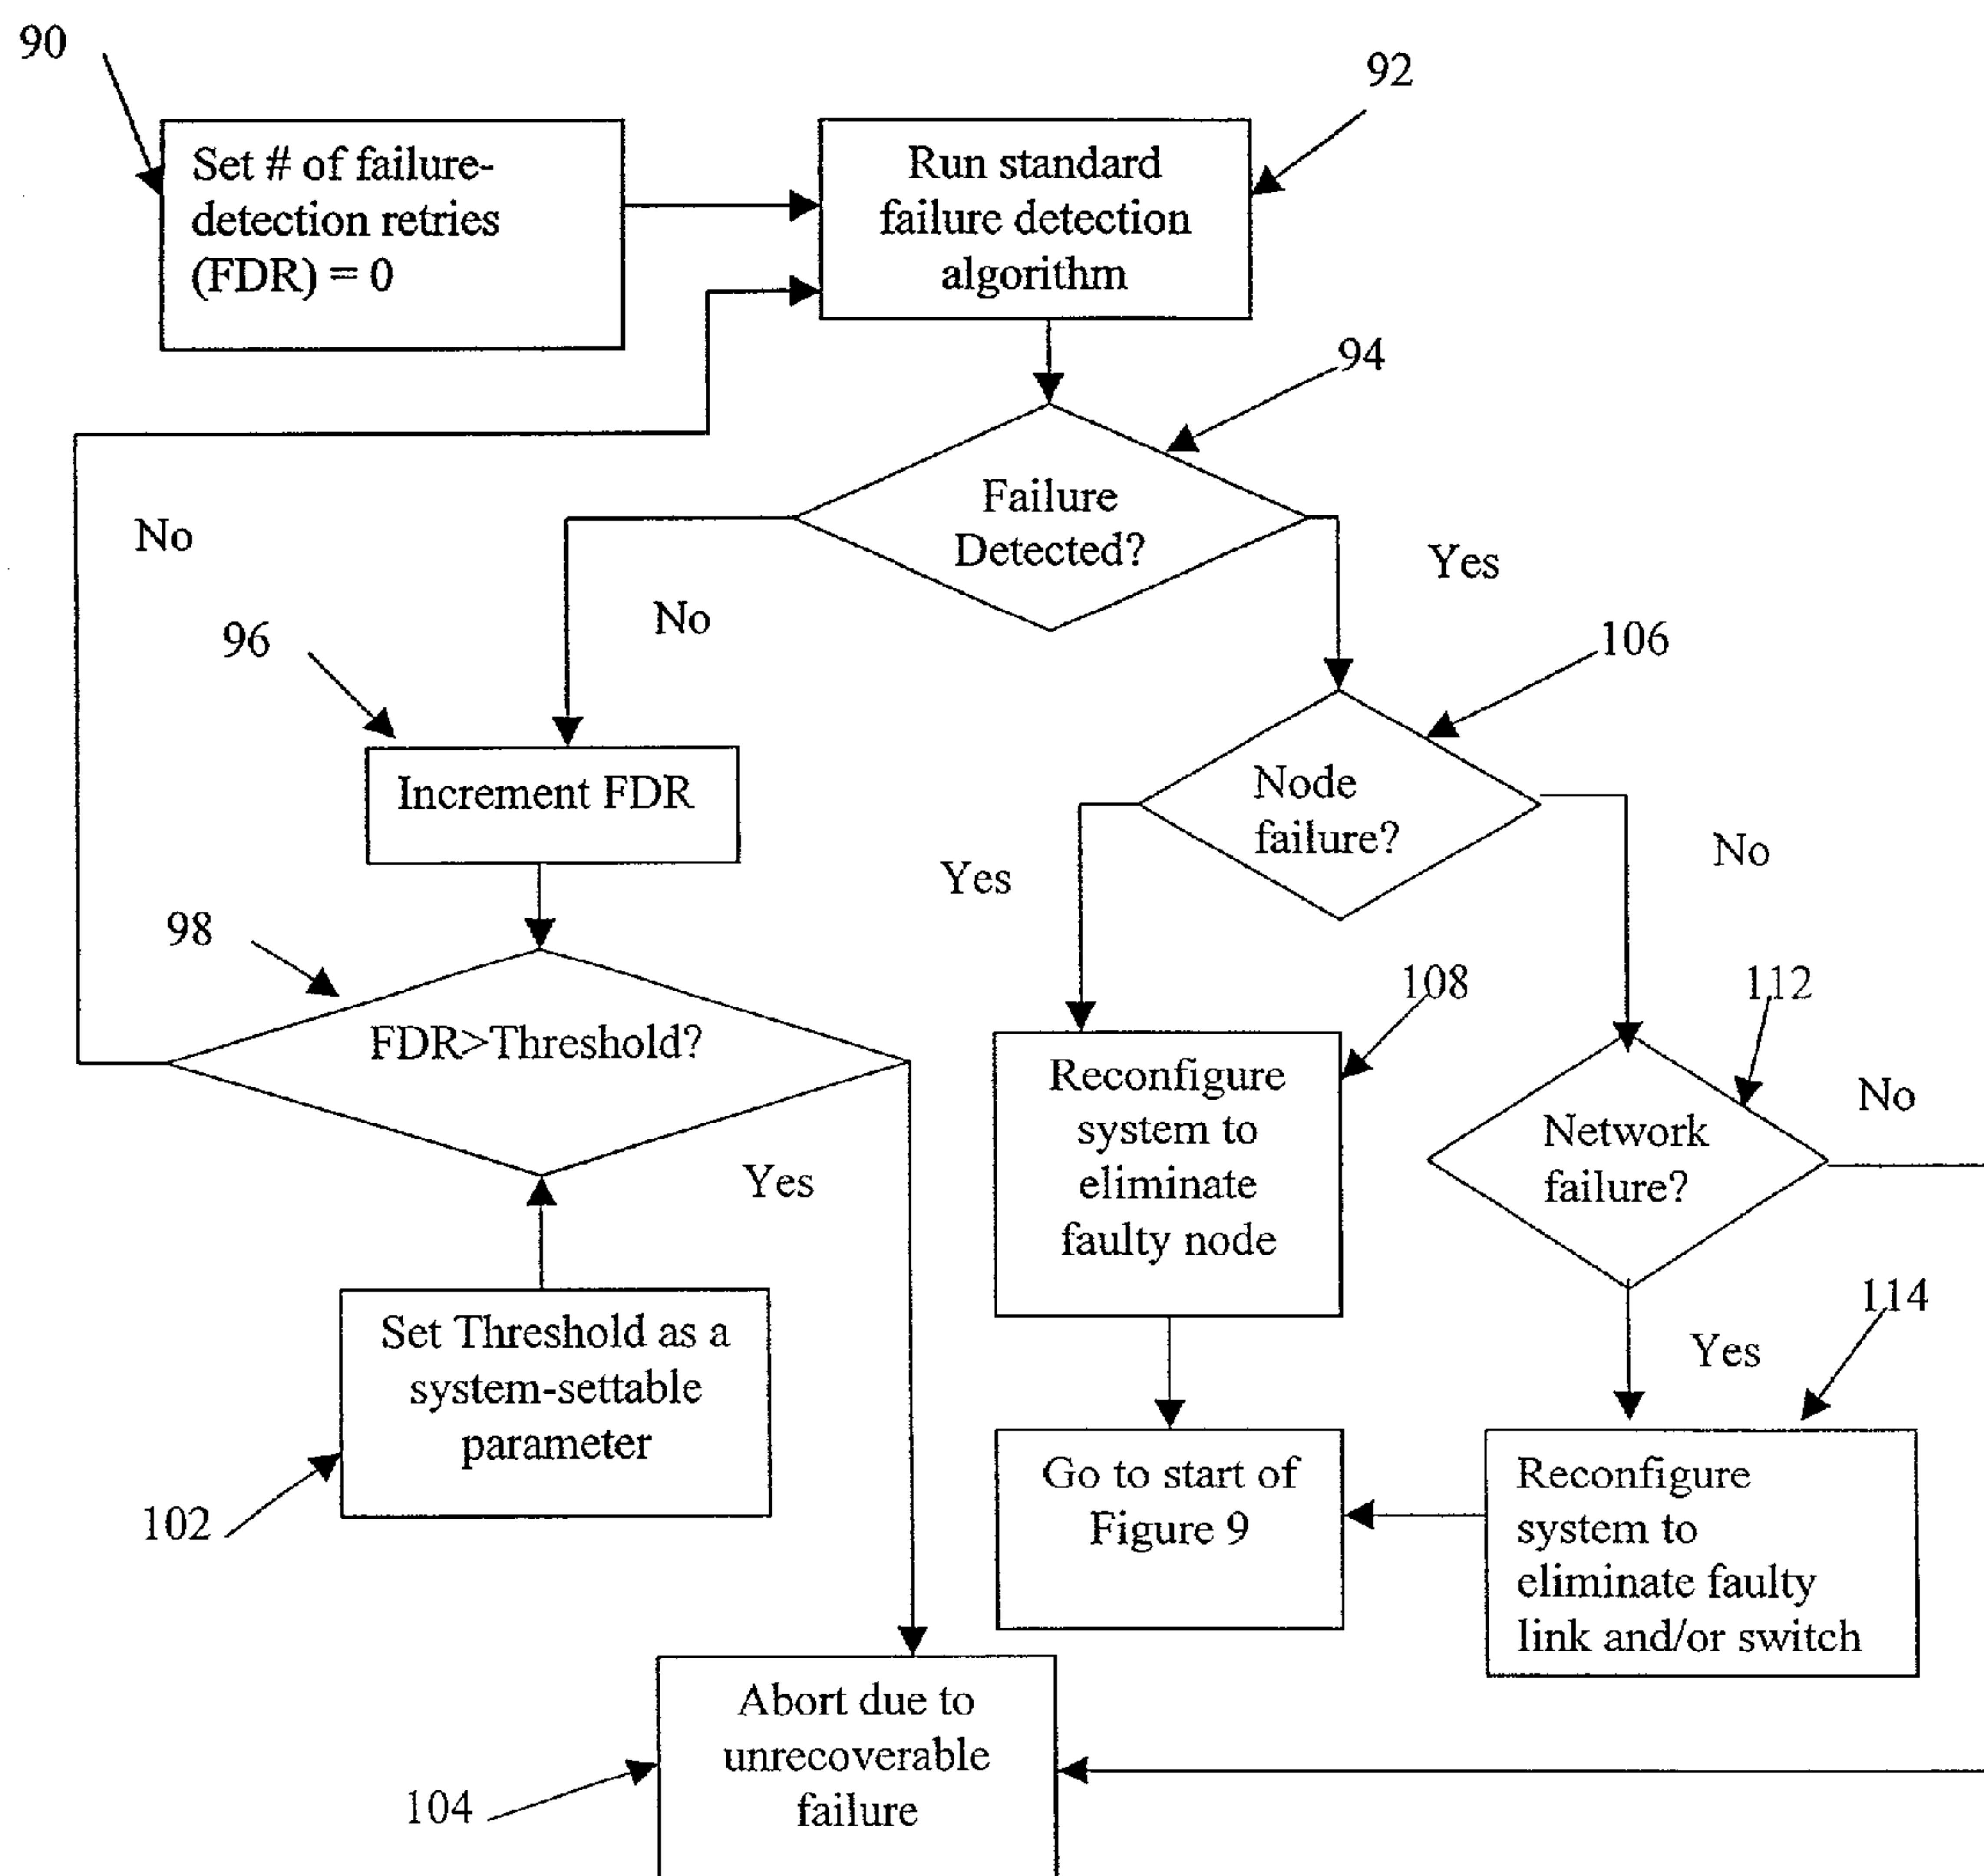 90
92
Set # of failure-
detection retries
(FDR) = 0
Run standard
failure detection
algorithm
94
Failure
Detected?
No
Yes
No
96
106
Increment FDR
Node
failure?
Yes
No
98
108
112
FDR>Threshold?
Reconfigure
system to
eliminate
faulty node
Network
failure?
No
Yes
Set Threshold as a
system-settable
parameter
102
114
Yes
Go to start of
Figure 9
Reconfigure
system to
eliminate faulty
link and/or switch
Abort due to
unrecoverable
failure
104